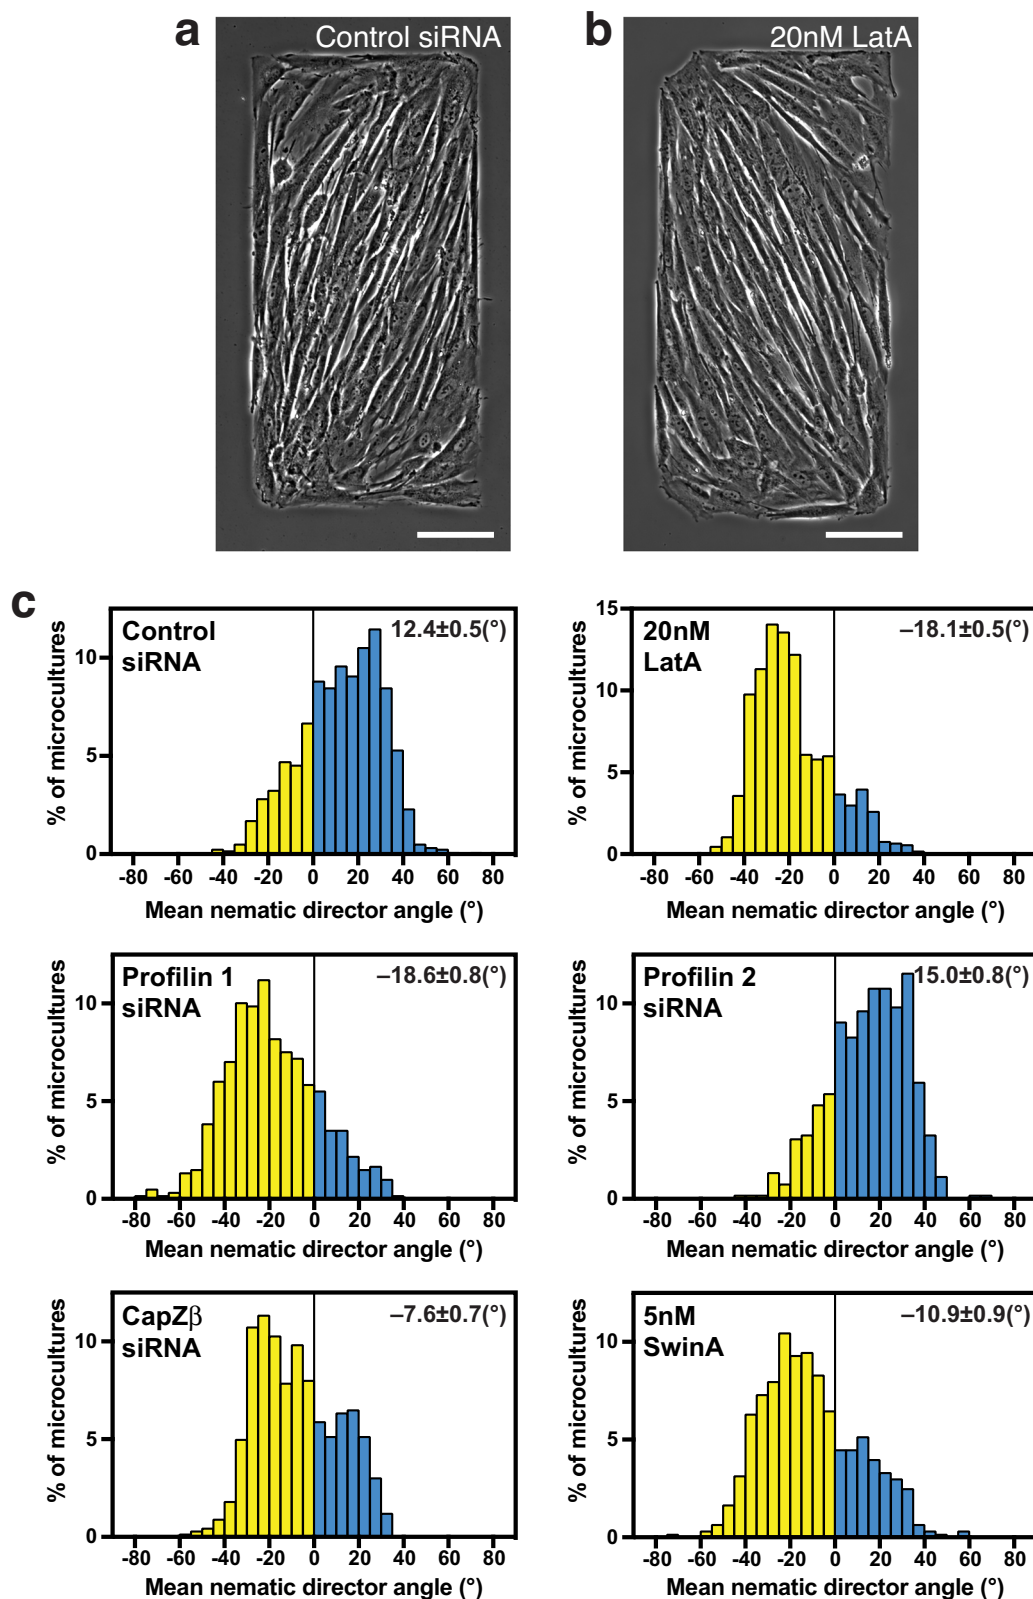 a
Control siRNA
b
20nM LatA
c
Control
siRNA
12.4±0.5(°)
% of microcultures
10
5
0
-80 -60 -40 -20 0 20 40 60 80
Mean nematic director angle (°)
20nM
LatA
–18.1±0.5(°)
% of microcultures
15
10
5
0
-80 -60 -40 -20 0 20 40 60 80
Mean nematic director angle (°)
Profilin 1
siRNA
–18.6±0.8(°)
% of microcultures
10
5
0
-80 -60 -40 -20 0 20 40 60 80
Mean nematic director angle (°)
Profilin 2
siRNA
15.0±0.8(°)
% of microcultures
10
5
0
-80 -60 -40 -20 0 20 40 60 80
Mean nematic director angle (°)
CapZβ
siRNA
–7.6±0.7(°)
% of microcultures
10
5
0
-80 -60 -40 -20 0 20 40 60 80
Mean nematic director angle (°)
5nM
SwinA
–10.9±0.9(°)
% of microcultures
10
5
0
-80 -60 -40 -20 0 20 40 60 80
Mean nematic director angle (°)